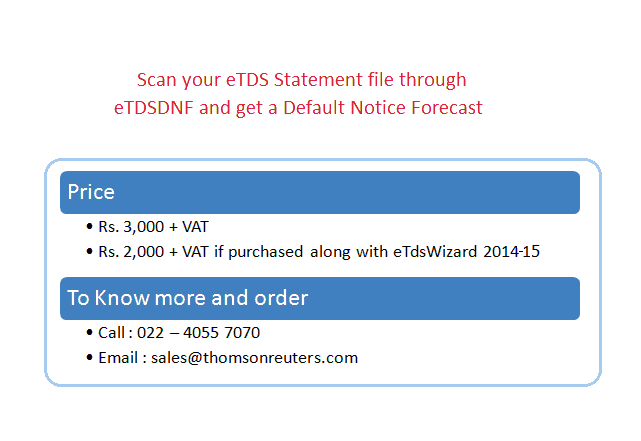 Scan your eTDS Statement file through
eTDSDNF and get a Default Notice Forecast
Price
• Rs. 3,000 + VAT
• Rs. 2,000 + VAT if purchased along with eTdsWizard 2014-15
To Know more and order
• Call : 022 – 4055 7070
• Email : sales@thomsonreuters.com